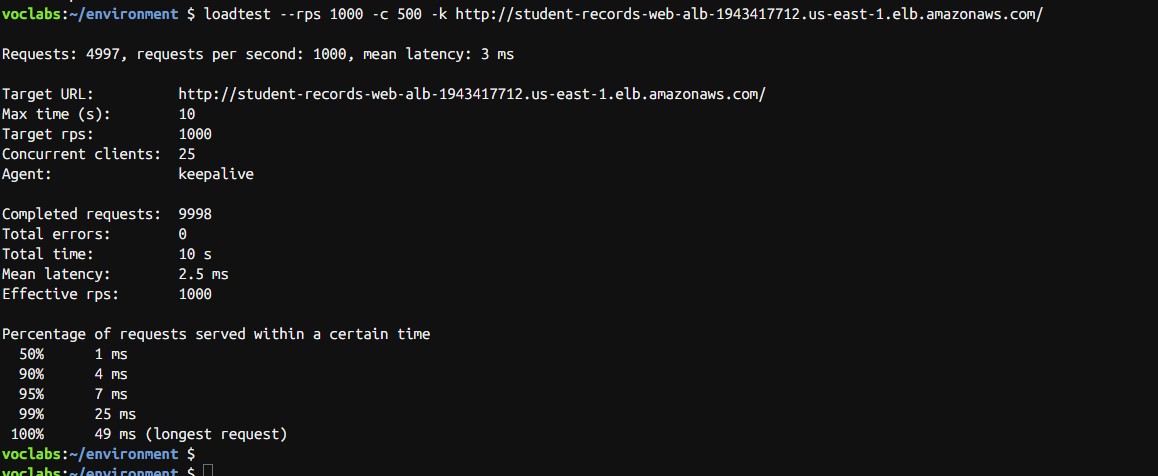 voclabs:~/environment $ loadtest --rps 1000 -c 500 -k http://student-records-web-alb-1943417712.us-east-1.elb.amazonaws.com/
Requests: 4997, requests per second: 1000, mean latency: 3 ms
Target URL: http://student-records-web-alb-1943417712.us-east-1.elb.amazonaws.com/
Max time (s): 10
Target rps: 1000
Concurrent clients: 25
Agent: keepalive
Completed requests: 9998
Total errors: 0
Total time: 10 s
Mean latency: 2.5 ms
Effective rps: 1000
Percentage of requests served within a certain time
50% 1 ms
90% 4 ms
95% 7 ms
99% 25 ms
100% 49 ms (longest request)
voclabs:~/environment $
voclabs:~/environment $